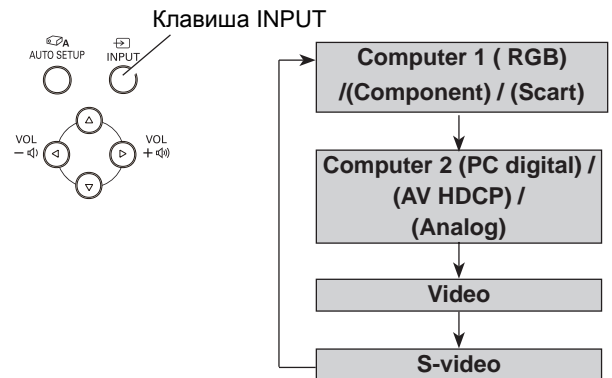 Клавиша INPUT
A
AUTO SETUP
INPUT
VOL
−
VOL
+
Computer 1 ( RGB)
/(Component) / (Scart)
Computer 2 (PC digital) /
(AV HDCP) /
(Analog)
Video
S-video